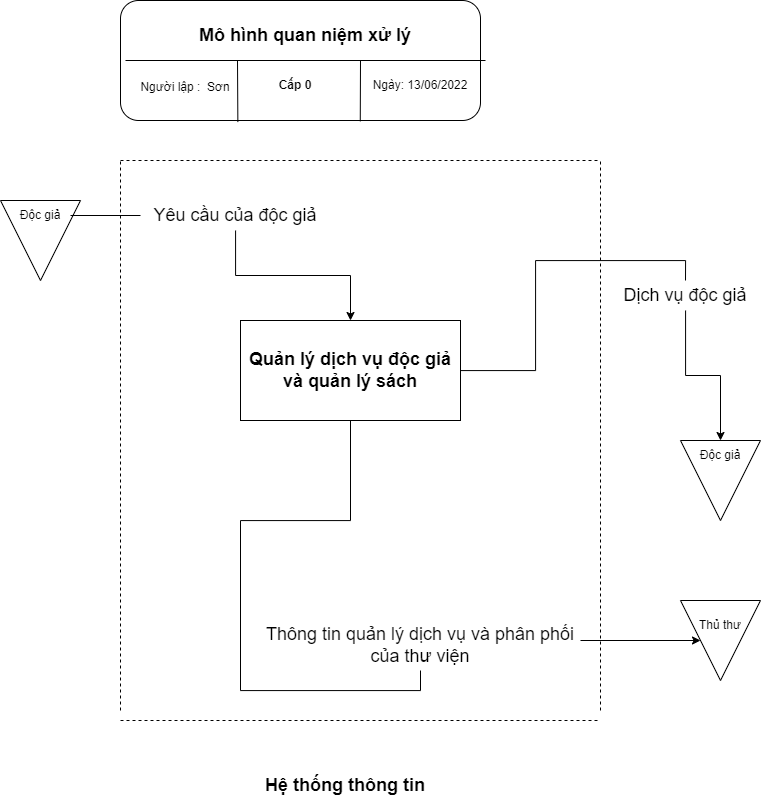 Mô hình quan niệm xử lý
Người lập : Sơn
Cấp 0
Ngày: 13/06/2022
Độc giả
Yêu cầu của độc giả
Dịch vụ độc giả
Quản lý dịch vụ độc giả
và quản lý sách
Độc giả
Thủ thư
Thông tin quản lý dịch vụ và phân phối
của thư viện
Hệ thống thông tin